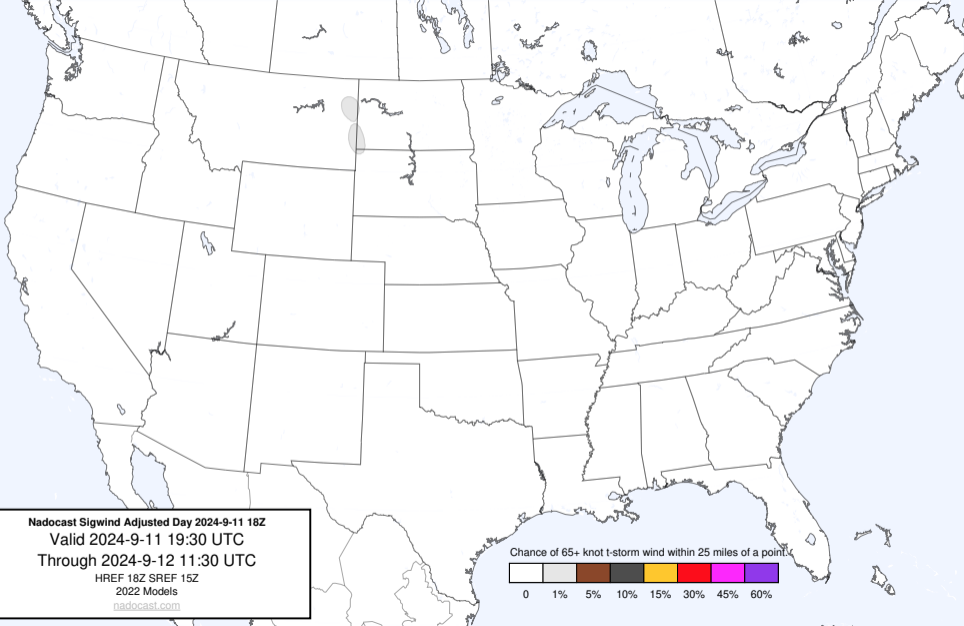 Nadocast Sigwind Adjusted Day 2024-9-11 18Z
Valid 2024-9-11 19:30 UTC
Through 2024-9-12 11:30 UTC
HREF 18Z SREF 15Z
2022 Models
nadocast.com
Chance of 65+ knot t-storm wind within 25 miles of a point.
0 1% 5% 10% 15% 30% 45% 60%